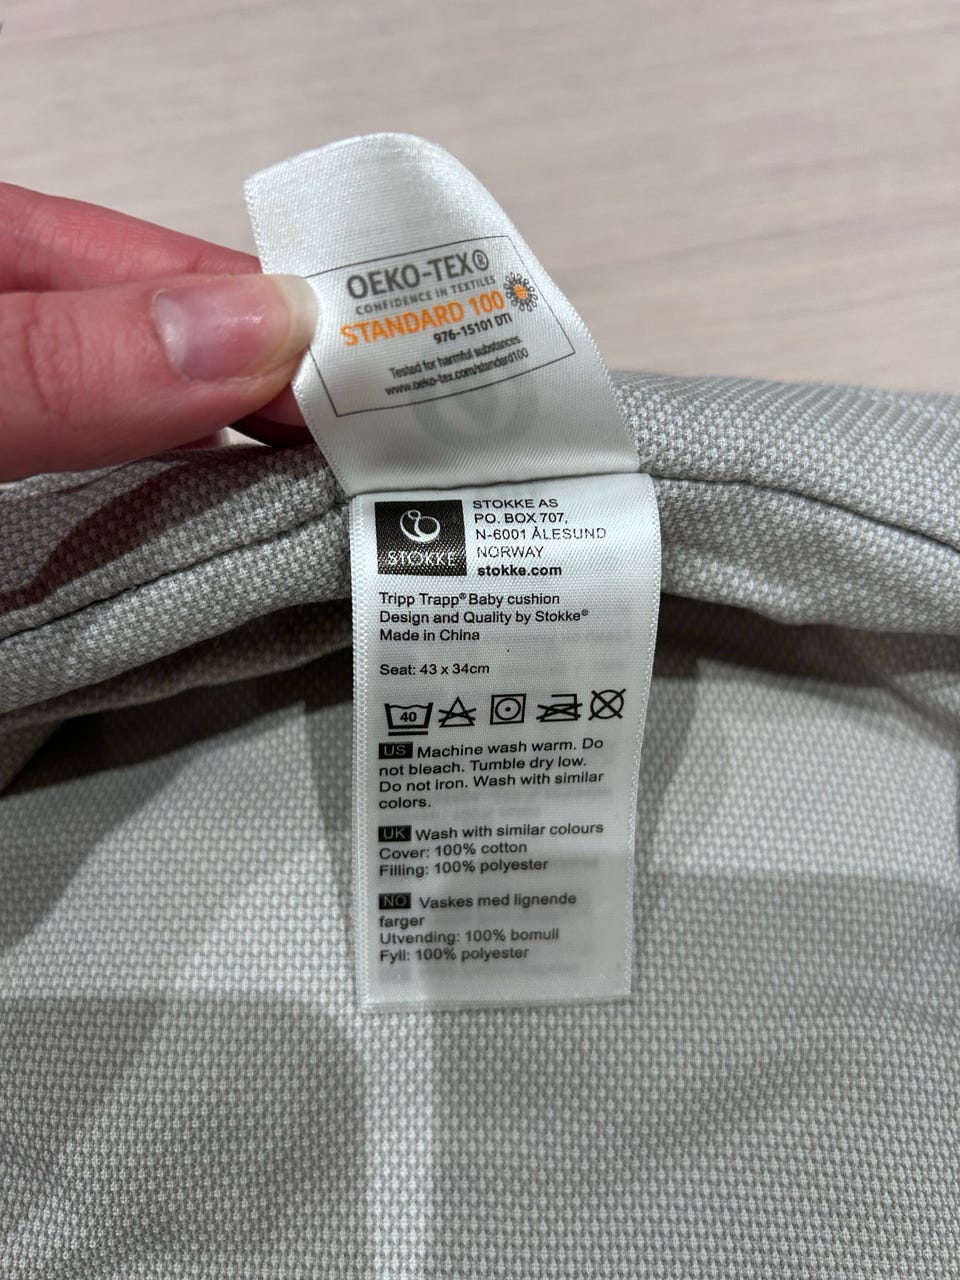 OEKO-TEX®
CONFIDENCE IN TEXTILES
STANDARD 100
976-15101 DTI
Tested for harmful substances.
www.oeko-tex.com/standard100
STOKKE
STOKKE AS
PO. BOX 707,
N-6001 ÅLESUND
NORWAY
stokke.com
Tripp Trapp® Baby cushion
Design and Quality by Stokke®
Made in China
Seat: 43 x 34cm
40
US Machine wash warm. Do
not bleach. Tumble dry low.
Do not iron. Wash with similar
colors.
UK Wash with similar colours
Cover: 100% cotton
Filling: 100% polyester
NO Vaskes med lignende
farger
Utvending: 100% bomull
Fyll: 100% polyester